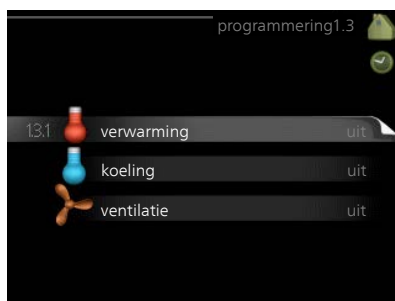 programmering1.3
1.3.1 verwarming uit
koeling uit
ventilatie uit